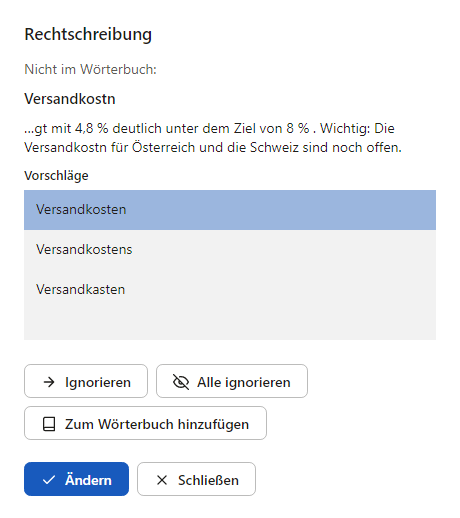 Rechtschreibung
Nicht im Wörterbuch:
Versandkostn
...gt mit 4,8 % deutlich unter dem Ziel von 8 % . Wichtig: Die
Versandkostn für Österreich und die Schweiz sind noch offen.
Vorschläge
Versandkosten
Versandkostens
Versandkasten
Ignorieren
Alle ignorieren
Zum Wörterbuch hinzufügen
Ändern
Schließen